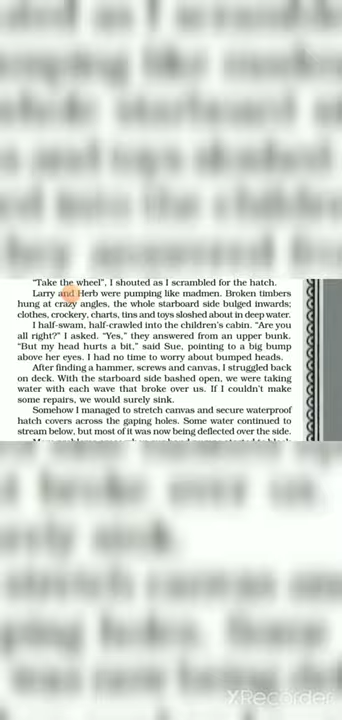 "Take the wheel", I shouted as I scrambled for the hatch.
Larry and Herb were pumping like madmen. Broken timbers
hung at crazy angles, the whole starboard side bulged inwards;
clothes, crockery, charts, tins and toys sloshed about in deep water.
I half-swam, half-crawled into the children's cabin. "Are you
all right?" I asked. "Yes," they answered from an upper bunk.
"But my head hurts a bit," said Sue, pointing to a big bump
above her eyes. I had no time to worry about bumped heads.
After finding a hammer, screws and canvas, I struggled back
on deck. With the starboard side bashed open, we were taking
water with each wave that broke over us. If I couldn't make
some repairs, we would surely sink.
Somehow I managed to stretch canvas and secure waterproof
hatch covers across the gaping holes. Some water continued to
stream below, but most of it was now being deflected over the side.
XRecorder